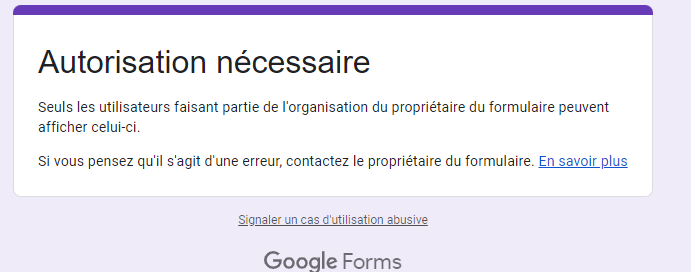 Autorisation nécessaire
Seuls les utilisateurs faisant partie de l'organisation du propriétaire du formulaire peuvent
afficher celui-ci.
Si vous pensez qu'il s'agit d'une erreur, contactez le propriétaire du formulaire. En savoir plus
Signaler un cas d'utilisation abusive
Google Forms